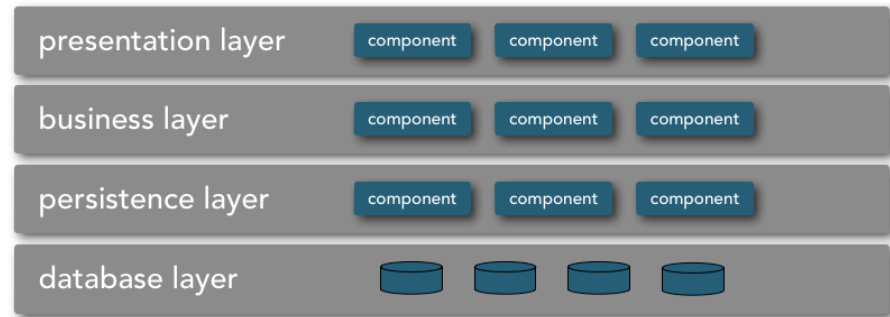 presentation layer component component component
business layer component component component
persistence layer component component component
database layer